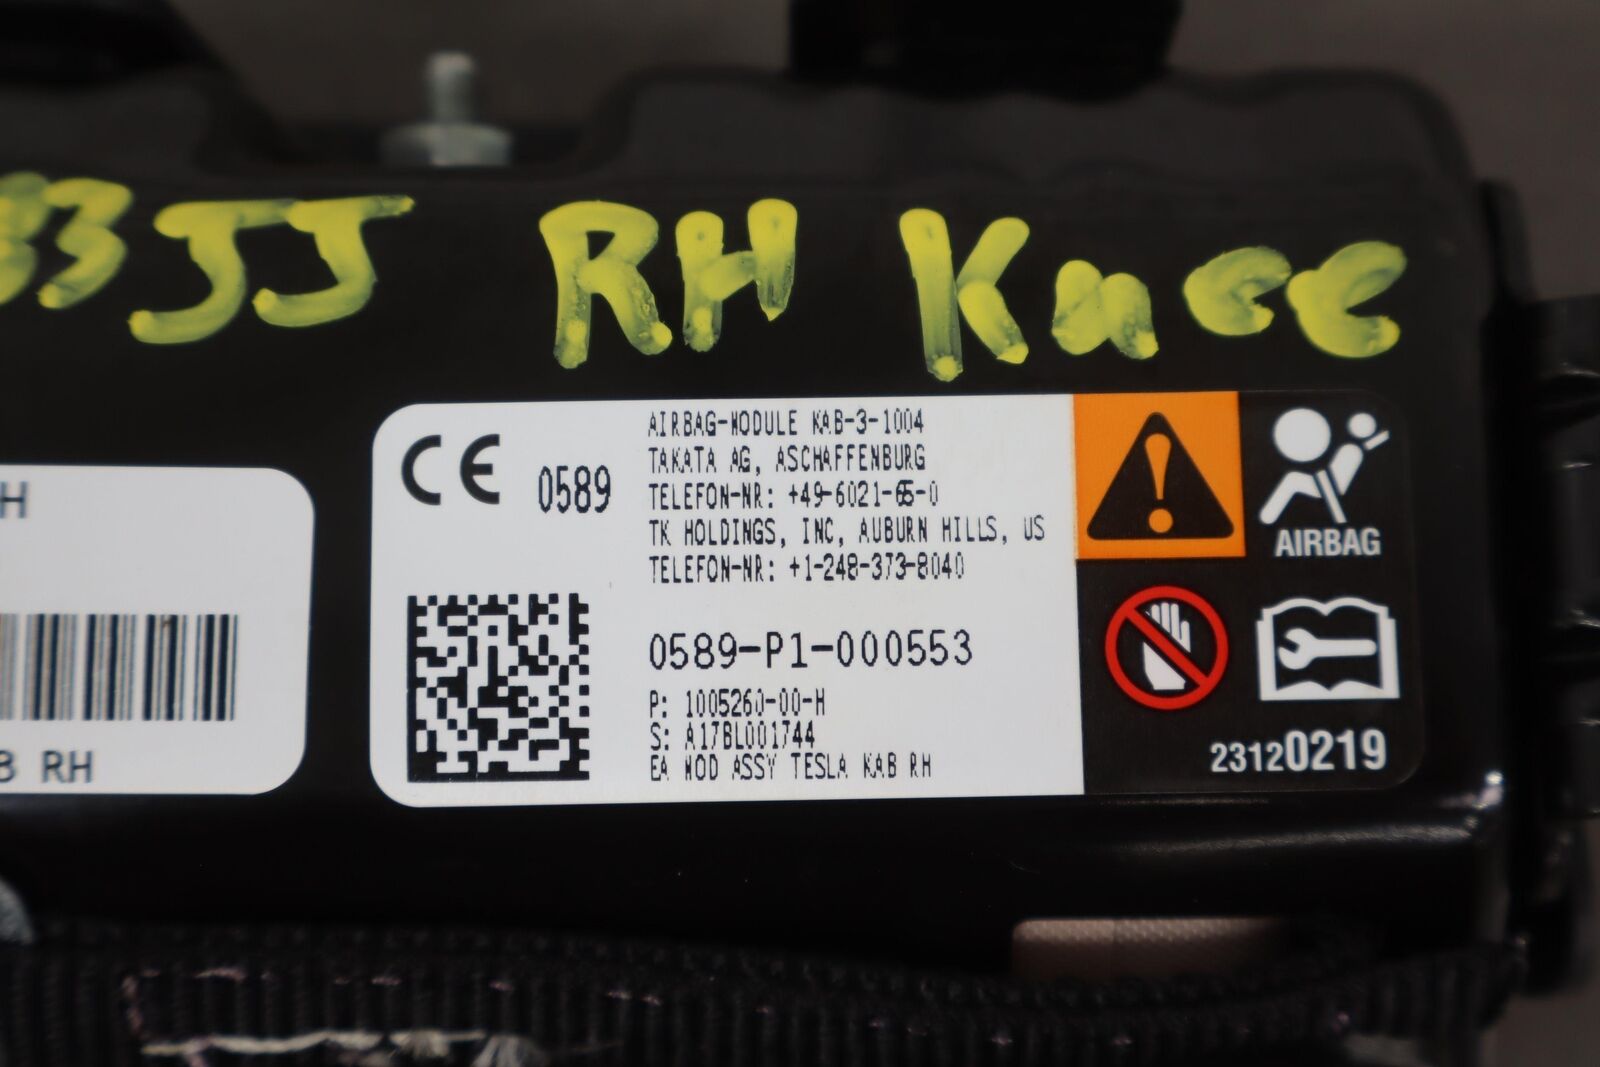 33JJ RH Knee
H
B RH
CE 0589
AIRBAG-MODULE KAB-3-1004
TAKATA AG, ASCHAFFENBURG
TELEFON-NR: +49-6021-65-0
TK HOLDINGS, INC, AUBURN HILLS, US
TELEFON-NR: +1-248-373-8040
0589-P1-000553
P: 1005260-00-H
S: A17BL001744
EA MOD ASSY TESLA KAB RH
AIRBAG
23120219